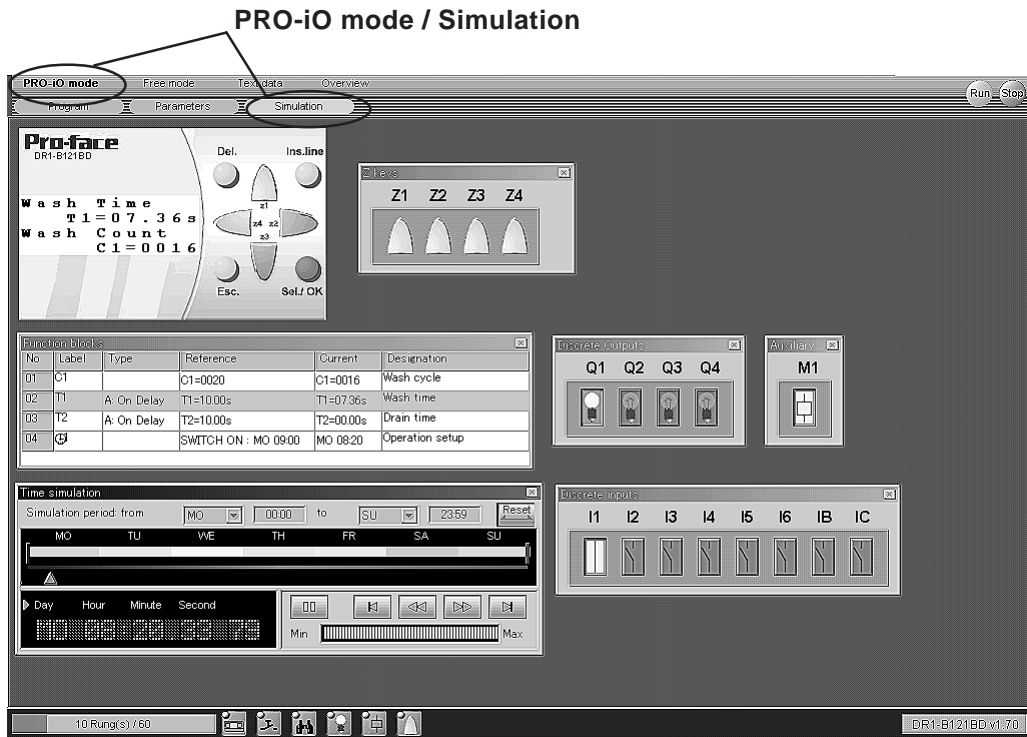 PRO-iO mode / Simulation
PRO-iO mode Free mode Text data Overview
Program Parameters Simulation
Run Stop
Pro-face
DR1-B121BD
Del. Ins.line
z1
z4 z2
z3
Esc. Sel./ OK
Wash Time
T1=07.36s
Wash Count
C1=0016
Z keys
Z1 Z2 Z3 Z4
Function blocks
No Label Type Reference Current Designation
01 C1 C1=0020 C1=0016 Wash cycle
02 T1 A: On Delay T1=10.00s T1=07.36s Wash time
03 T2 A: On Delay T2=10.00s T2=00.00s Drain time
04 SWITCH ON : MO 09:00 MO 08:20 Operation setup
Discrete Outputs
Q1 Q2 Q3 Q4
Auxiliary ...
M1
Time simulation
Simulation period: from MO 00:00 to SU 23:59 Reset
MO TU WE TH FR SA SU
Day Hour Minute Second
Min Max
Discrete inputs
I1 I2 I3 I4 I5 I6 IB IC
10 Rung(s) / 60
DR1-B121BD v1.70